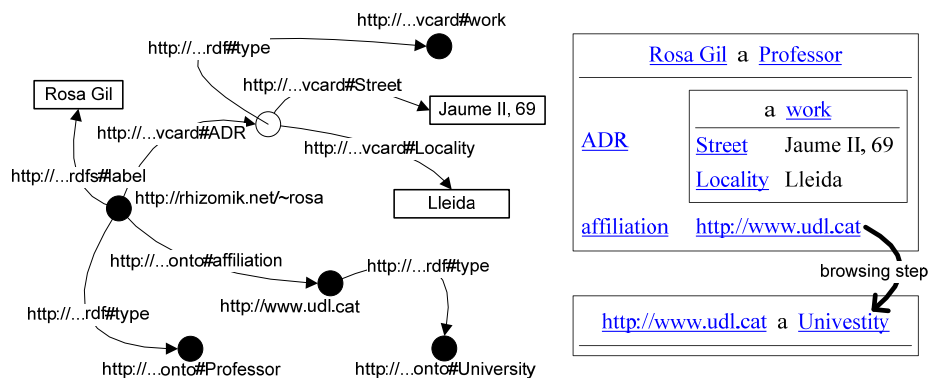 http://...vcard#work
http://...rdf#type
http://...vcard#Street
Rosa Gil
Jaume II, 69
http://...vcard#ADR
http://...vcard#Locality
http://...rdfs#label
http://rhizomik.net/~rosa
Lleida
http://...onto#affiliation
http://...rdf#type
http://www.udl.cat
http://...rdf#type
http://...onto#Professor
http://...onto#University
Rosa Gil a Professor
a work
ADR
Street Jaume II, 69
Locality Lleida
affiliation http://www.udl.cat
browsing step
http://www.udl.cat a Univestity